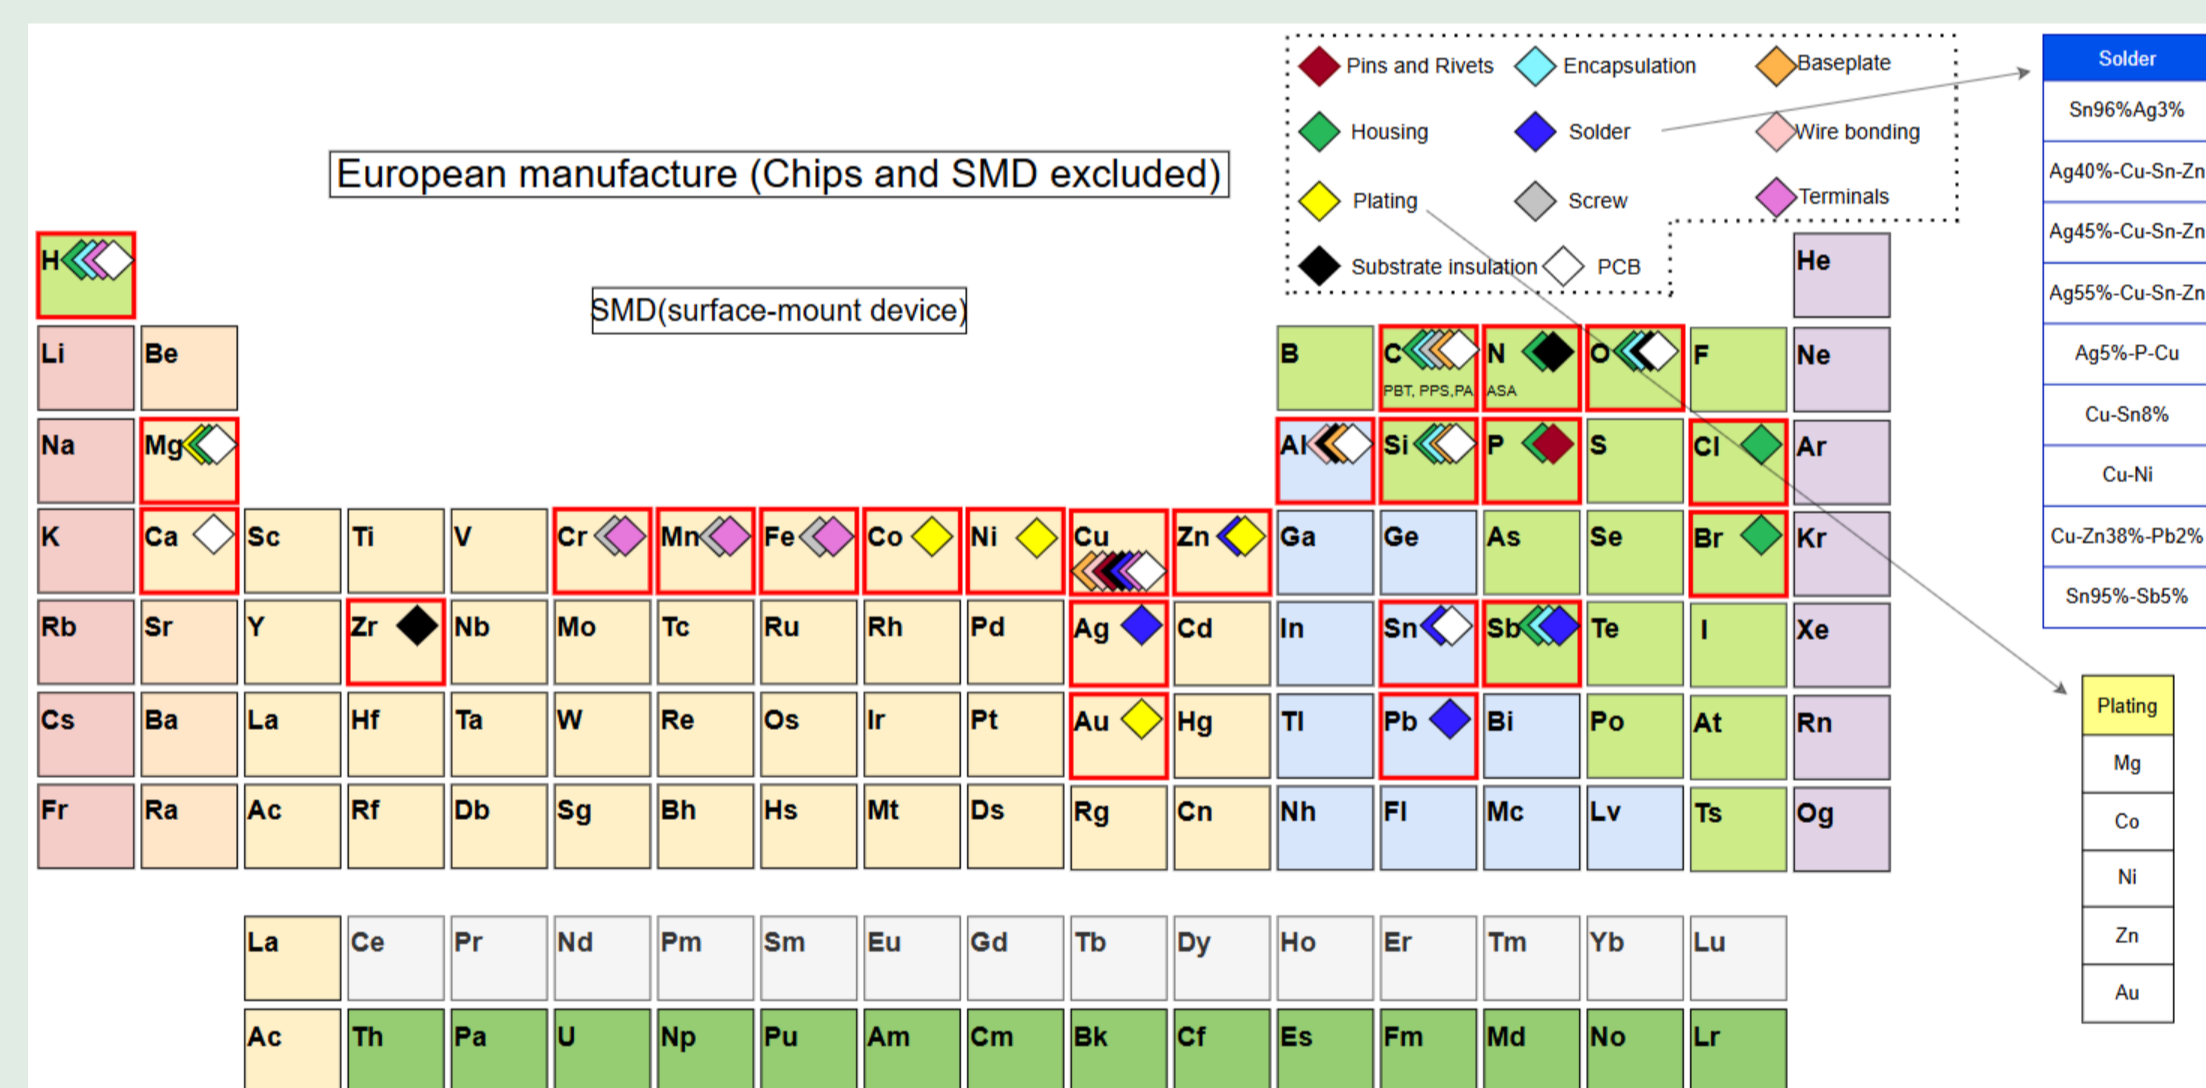 Pins and Rivets
Encapsulation
Baseplate
Housing
Solder
Wire bonding
Plating
Screw
Terminals
Substrate insulation
PCB
European manufacture (Chips and SMD excluded)
SMD(surface-mount device)
H
He
Li
Be
B
C
PBT, PPS,PA
N
ASA
O
F
Ne
Na
Mg
Al
Si
P
S
Cl
Ar
K
Ca
Sc
Ti
V
Cr
Mn
Fe
Co
Ni
Cu
Zn
Ga
Ge
As
Se
Br
Kr
Rb
Sr
Y
Zr
Nb
Mo
Tc
Ru
Rh
Pd
Ag
Cd
In
Sn
Sb
Te
I
Xe
Cs
Ba
La
Hf
Ta
W
Re
Os
Ir
Pt
Au
Hg
Tl
Pb
Bi
Po
At
Rn
Fr
Ra
Ac
Rf
Db
Sg
Bh
Hs
Mt
Ds
Rg
Cn
Nh
Fl
Mc
Lv
Ts
Og
La
Ce
Pr
Nd
Pm
Sm
Eu
Gd
Tb
Dy
Ho
Er
Tm
Yb
Lu
Ac
Th
Pa
U
Np
Pu
Am
Cm
Bk
Cf
Es
Fm
Md
No
Lr
Solder
Sn96%Ag3%
Ag40%-Cu-Sn-Zn
Ag45%-Cu-Sn-Zn
Ag55%-Cu-Sn-Zn
Ag5%-P-Cu
Cu-Sn8%
Cu-Ni
Cu-Zn38%-Pb2%
Sn95%-Sb5%
Plating
Mg
Co
Ni
Zn
Au